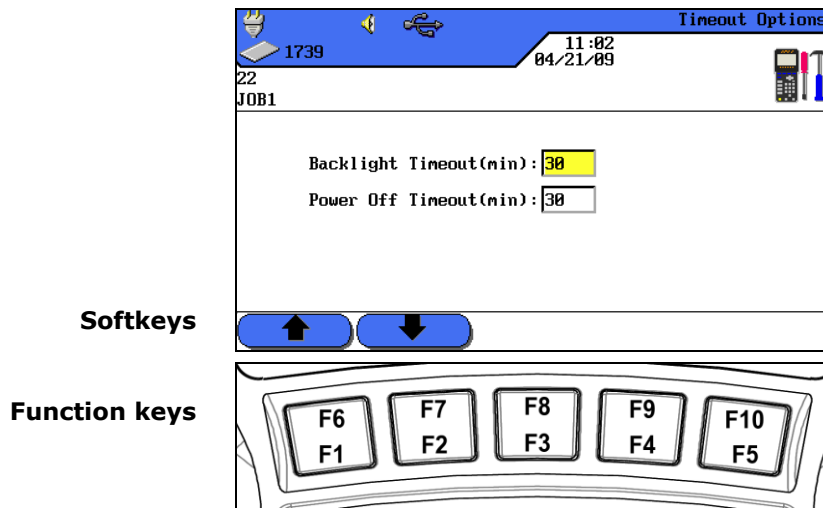 Timeout Options
1739
11:02
04/21/09
22
JOB1
Backlight Timeout(min): 30
Power Off Timeout(min): 30
Softkeys
Function keys
F6 F7 F8 F9 F10
F1 F2 F3 F4 F5